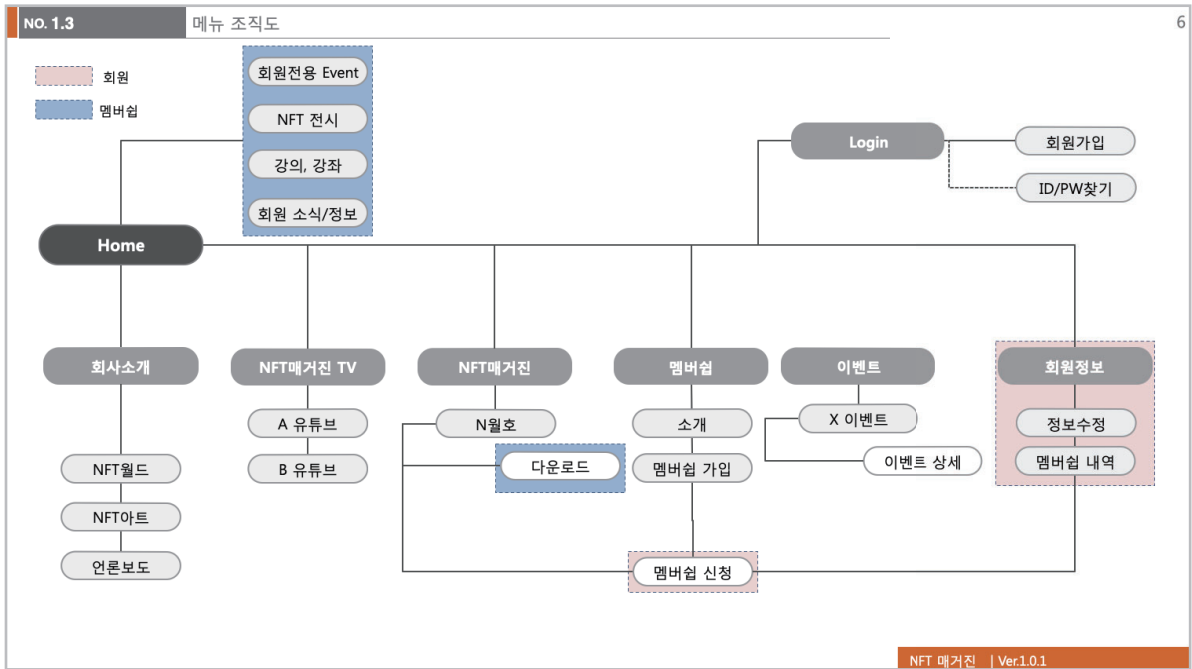 NO. 1.3
메뉴 조직도
6
회원
멤버쉽
회원전용 Event
NFT 전시
강의, 강좌
회원 소식/정보
Login
회원가입
ID/PW찾기
Home
회사소개
NFT매거진 TV
NFT매거진
멤버쉽
이벤트
회원정보
NFT월드
NFT아트
언론보도
A 유튜브
B 유튜브
N월호
다운로드
소개
멤버쉽 가입
X 이벤트
이벤트 상세
정보수정
멤버쉽 내역
멤버쉽 신청
NFT 매거진 | Ver.1.0.1